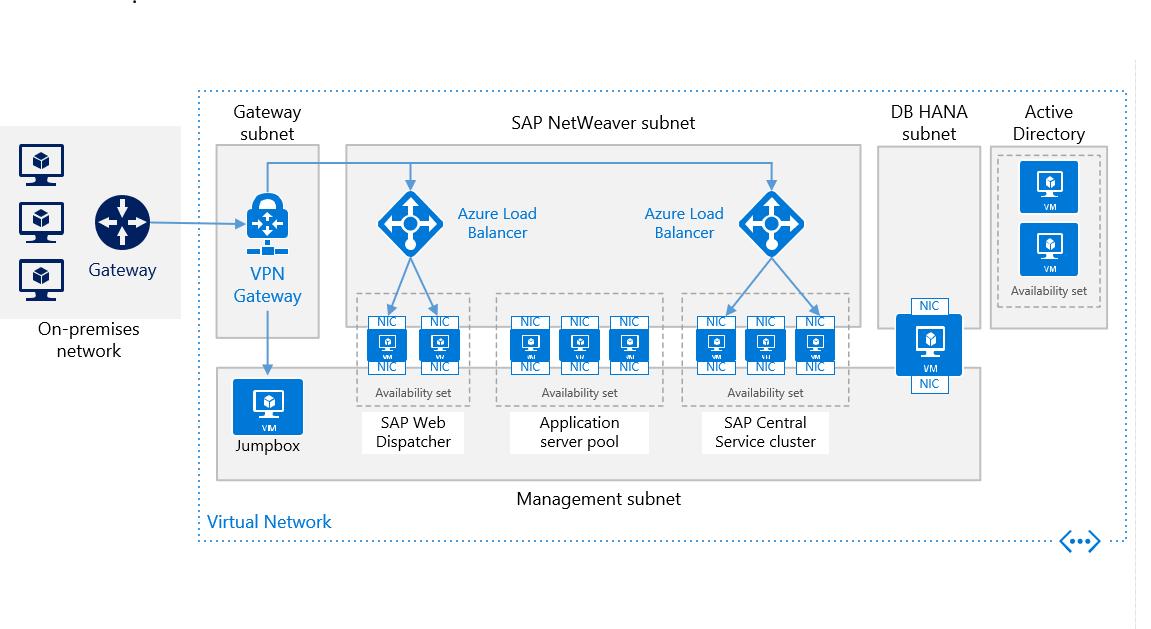 Gateway
subnet
SAP NetWeaver subnet
DB HANA
subnet
Active
Directory
VM
VM
Availability set
Azure Load
Balancer
Azure Load
Balancer
Gateway
On-premises
network
VPN
Gateway
NIC
NIC
NIC
NIC
NIC
NIC
NIC
NIC
NIC
VM
VM
VM
VM
VM
VM
VM
VM
VM
NIC
NIC
NIC
NIC
NIC
NIC
NIC
NIC
NIC
VM
Availability set
Availability set
Availability set
VM
Jumpbox
SAP Web
Dispatcher
Application
server pool
SAP Central
Service cluster
Management subnet
Virtual Network